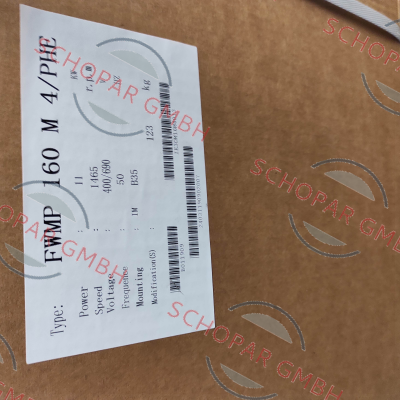 Type: FWMP 160 M 4/PHE
Power : 11 KW
Speed : 1465 r.p.m
Voltage : 400/690 V
Frequence : 50 HZ
Mounting : IM B35
Modification(S) : 123 kg
SCHOPAR GMBH
SCHOPAR GMBH
SCHOPAR GMBH
SCHOPAR GMBH